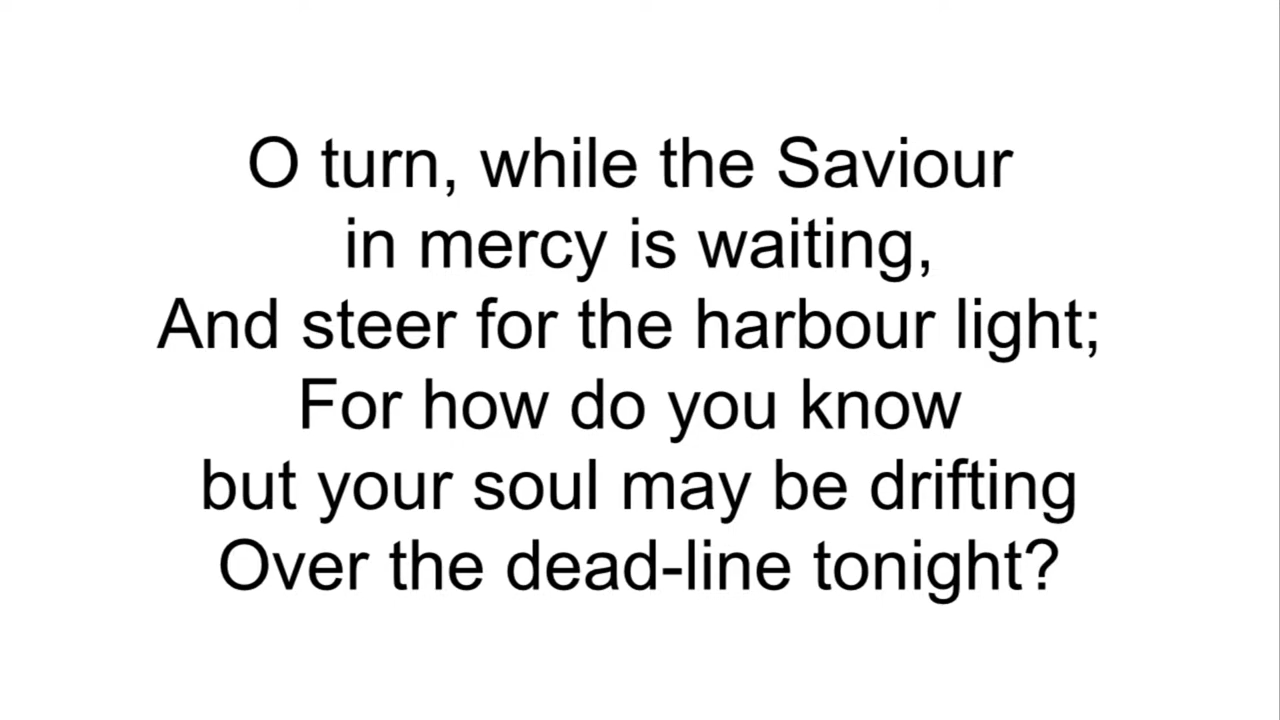 O turn, while the Saviour
in mercy is waiting,
And steer for the harbour light;
For how do you know
but your soul may be drifting
Over the dead-line tonight?